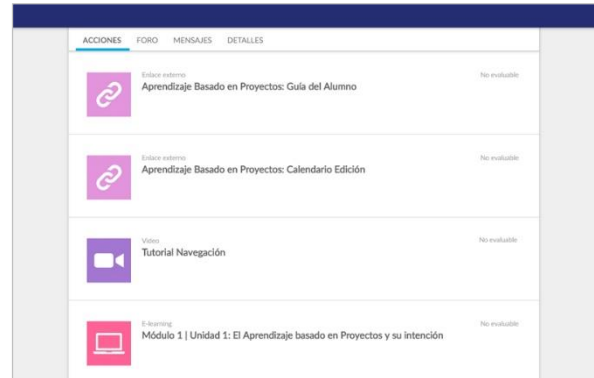 ACCIONES FORO MENSAJES DETALLES
Enlace externo No evaluable
Aprendizaje Basado en Proyectos: Guía del Alumno
Enlace externo No evaluable
Aprendizaje Basado en Proyectos: Calendario Edición
Video No evaluable
Tutorial Navegación
E-learning No evaluable
Módulo 1 | Unidad 1: El Aprendizaje basado en Proyectos y su intención